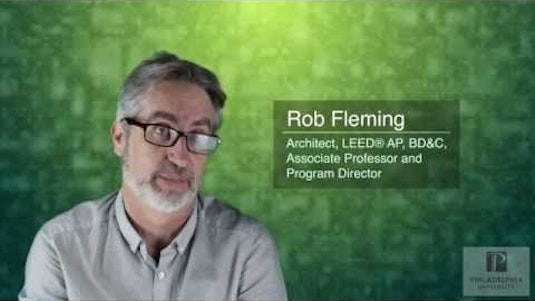 Rob Fleming
Architect, LEED® AP, BD&C,
Associate Professor and
Program Director
P
PHILADELPHIA
UNIVERSITY